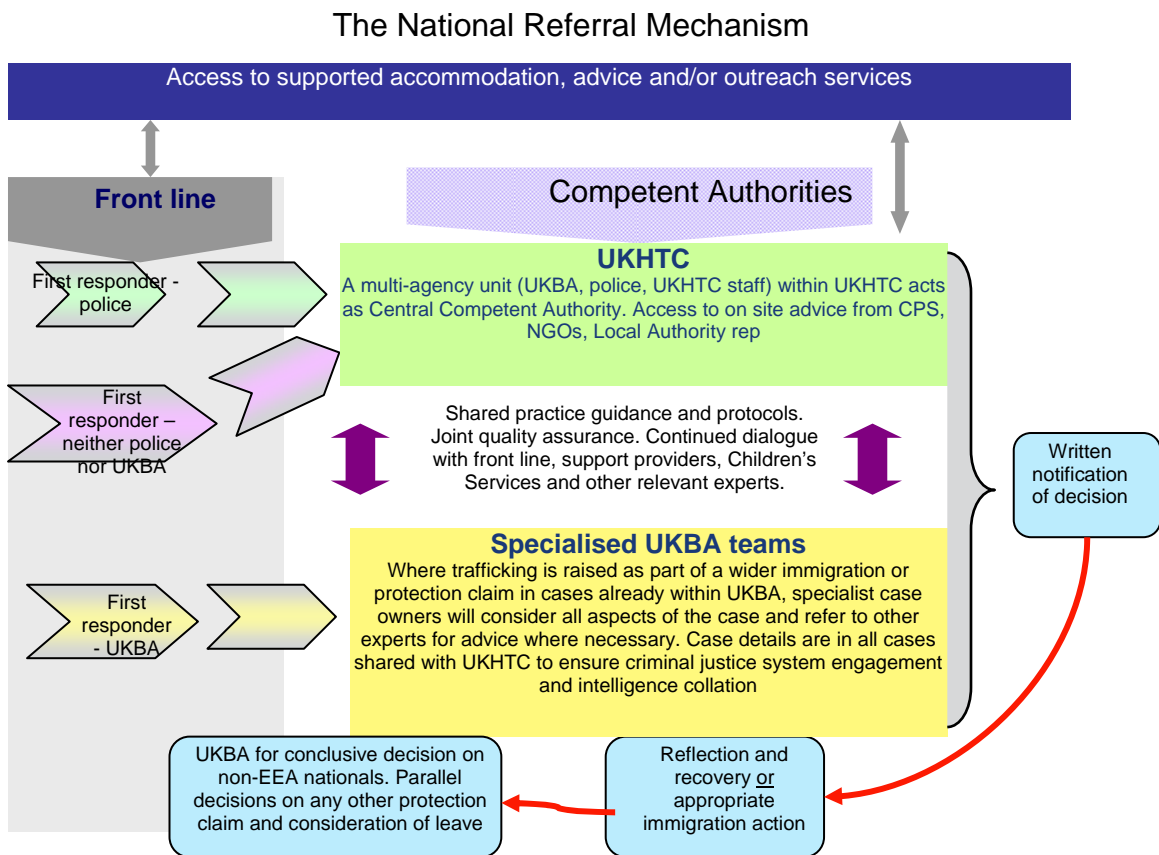 The National Referral Mechanism
Access to supported accommodation, advice and/or outreach services
Front line
Competent Authorities
First responder -
police
UKHTC
A multi-agency unit (UKBA, police, UKHTC staff) within UKHTC acts
as Central Competent Authority. Access to on site advice from CPS,
NGOs, Local Authority rep
First
responder –
neither police
nor UKBA
Shared practice guidance and protocols.
Joint quality assurance. Continued dialogue
with front line, support providers, Children's
Services and other relevant experts.
Written
notification
of decision
First
responder
- UKBA
Specialised UKBA teams
Where trafficking is raised as part of a wider immigration or
protection claim in cases already within UKBA, specialist case
owners will consider all aspects of the case and refer to other
experts for advice where necessary. Case details are in all cases
shared with UKHTC to ensure criminal justice system engagement
and intelligence collation
UKBA for conclusive decision on
non-EEA nationals. Parallel
decisions on any other protection
claim and consideration of leave
Reflection and
recovery or
appropriate
immigration action